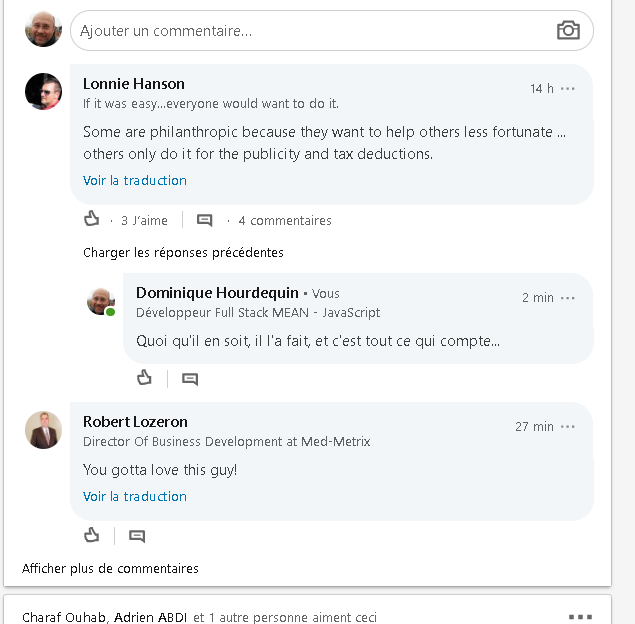 Ajouter un commentaire...
Lonnie Hanson
14 h
If it was easy...everyone would want to do it.
Some are philanthropic because they want to help others less fortunate ...
others only do it for the publicity and tax deductions.
Voir la traduction
· 3 J'aime · 4 commentaires
Charger les réponses précédentes
Dominique Hourdequin • Vous
2 min
Développeur Full Stack MEAN - JavaScript
Quoi qu'il en soit, il l'a fait, et c'est tout ce qui compte...
Robert Lozeron
27 min
Director Of Business Development at Med-Metrix
You gotta love this guy!
Voir la traduction
Afficher plus de commentaires
Charaf Ouhab, Adrien ABDI et 1 autre personne aiment ceci